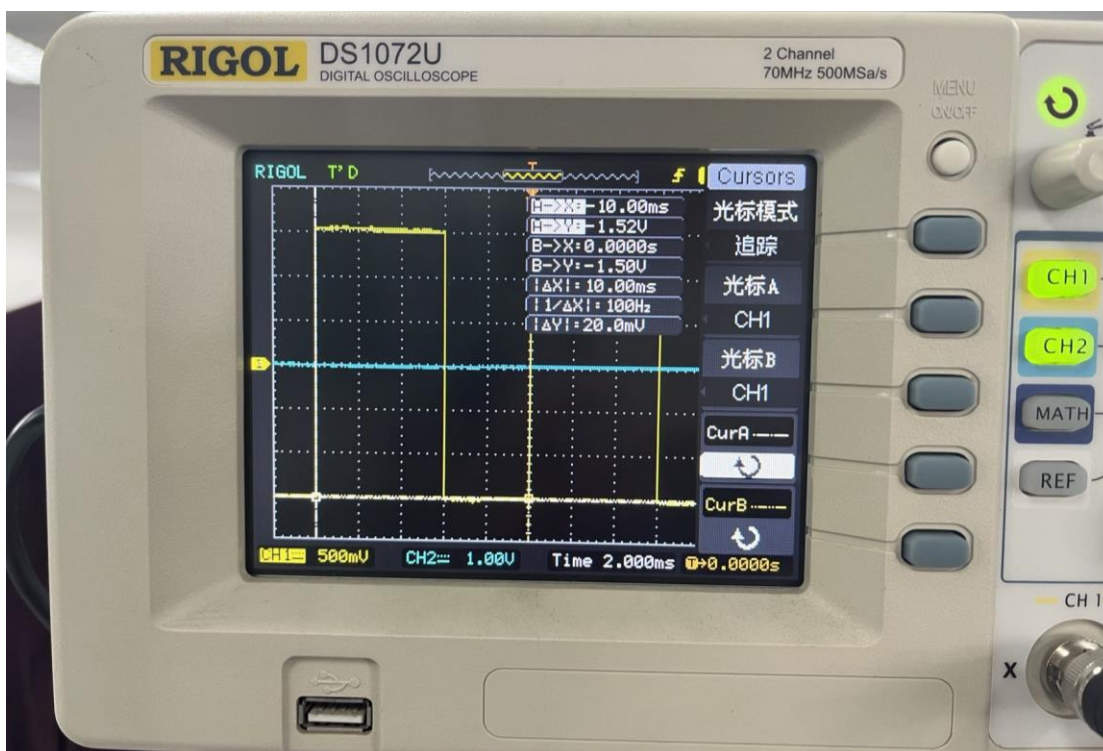 RIGOL DS1072U
DIGITAL OSCILLOSCOPE
2 Channel
70MHz 500MSa/s
MENU
ON/OFF
RIGOL T'D
T
Cursors
A->X:-10.00ms
A->Y:-1.52V
B->X:0.0000s
B->Y:-1.50V
|ΔX|:10.00ms
|1/ΔX|:100Hz
|ΔY|:20.0mV
光标模式
追踪
光标A
CH1
光标B
CH1
CurA
CurB
1
CH1 500mV CH2 1.00V Time 2.000ms T→0.0000s
CH1
CH2
MATH
REF
CH 1
X